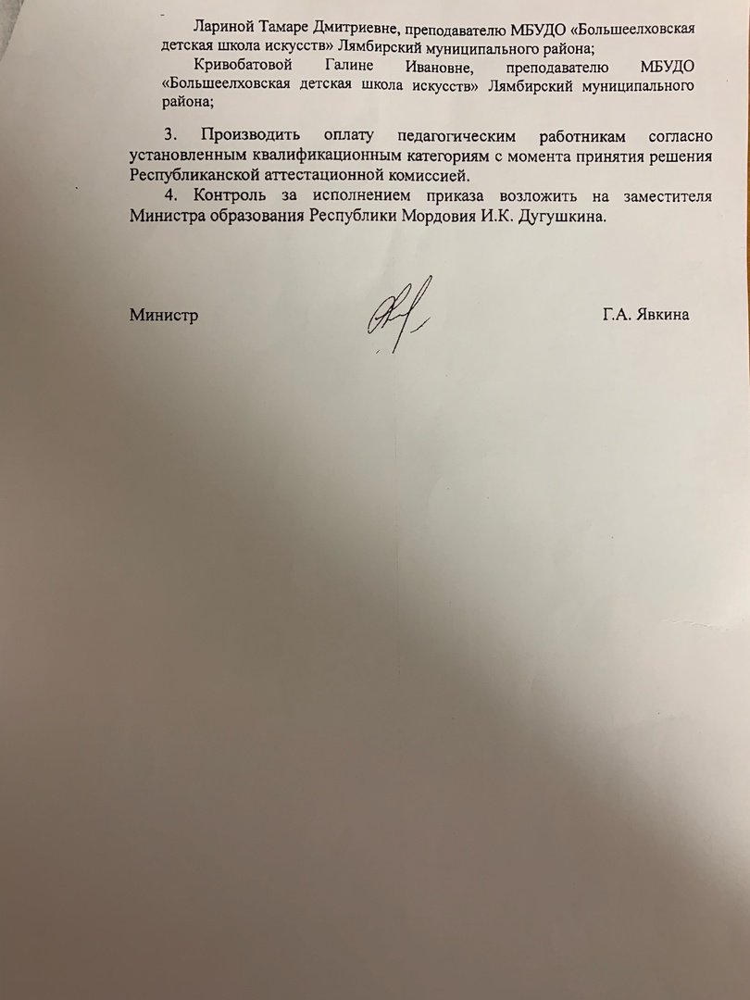 Лариной Тамаре Дмитриевне, преподавателю МБУДО «Большеелховская
детская школа искусств» Лямбирский муниципального района;
Кривобатовой Галине Ивановне, преподавателю МБУДО
«Большеелховская детская школа искусств» Лямбирский муниципального
района;
3. Производить оплату педагогическим работникам согласно
установленным квалификационным категориям с момента принятия решения
Республиканской аттестационной комиссией.
4. Контроль за исполнением приказа возложить на заместителя
Министра образования Республики Мордовия И.К. Дугушкина.
Министр Г.А. Явкина